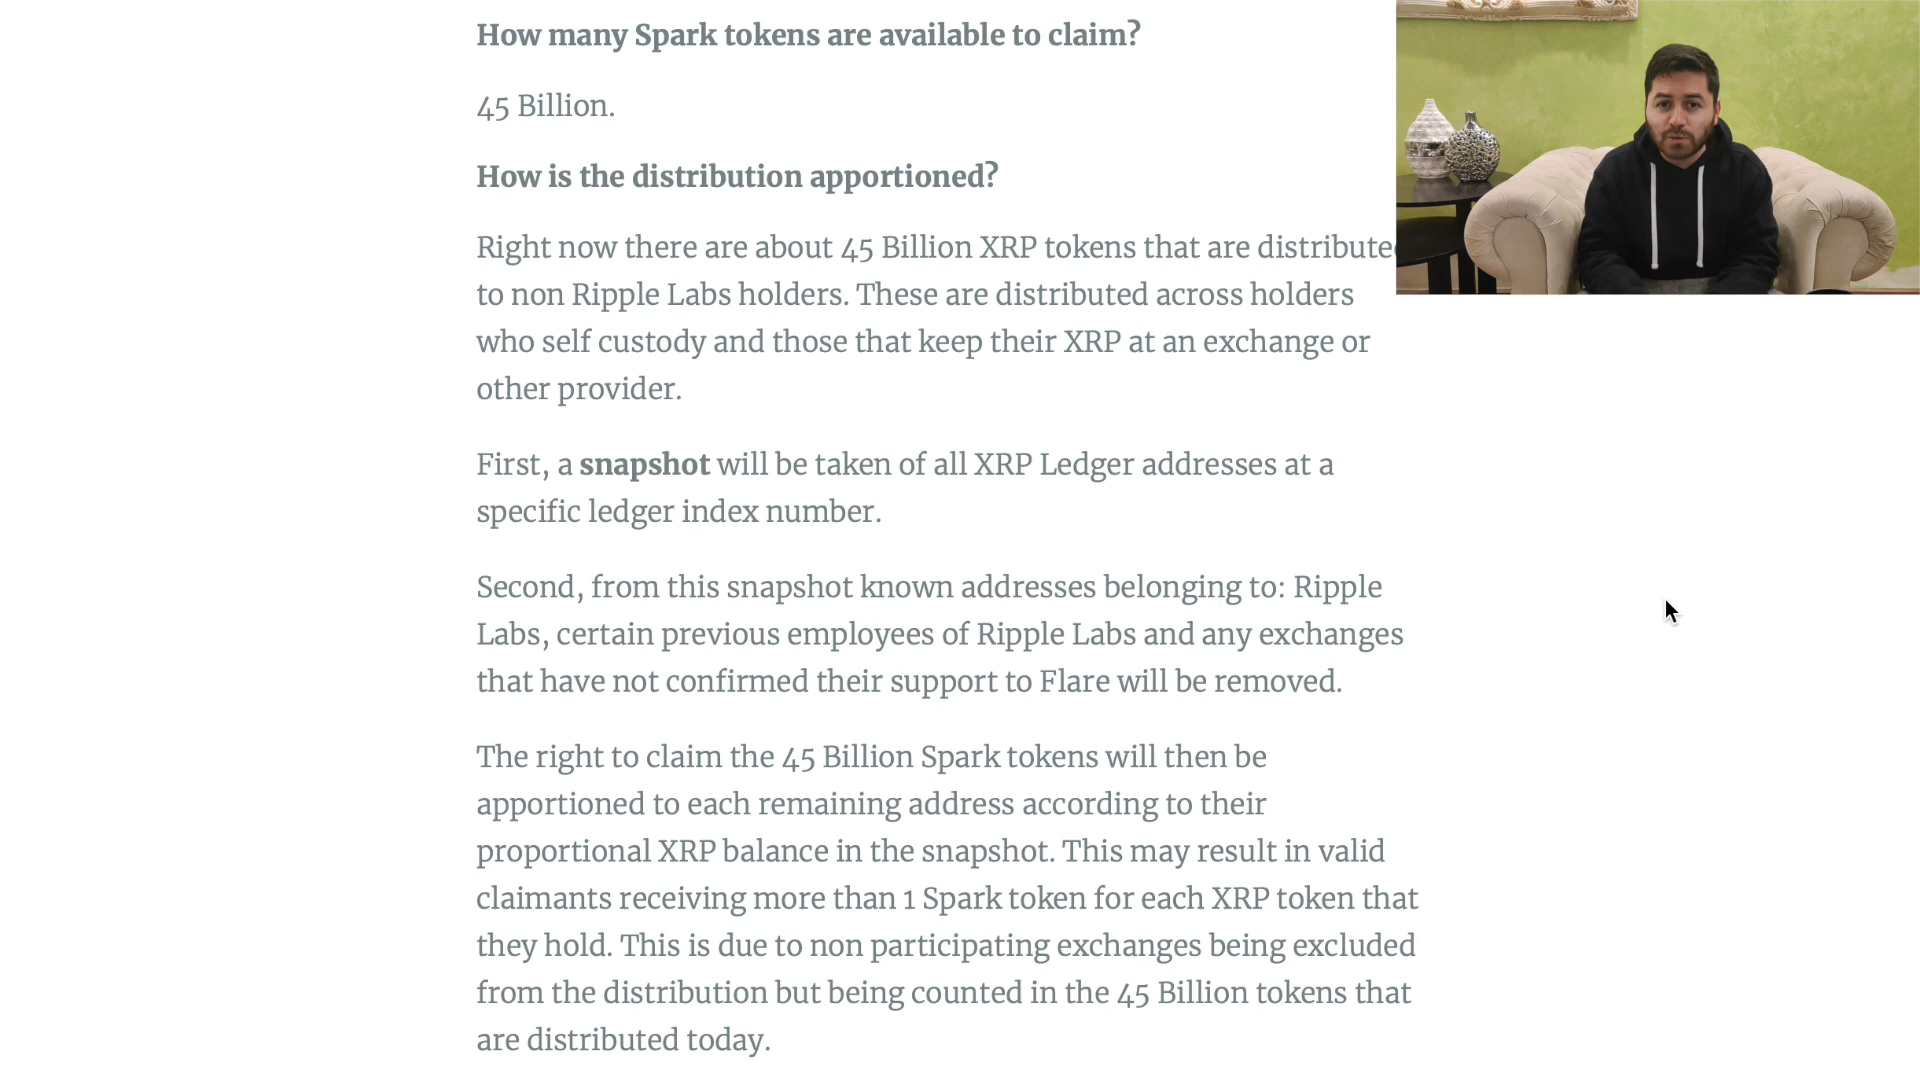 How many Spark tokens are available to claim?
45 Billion.
How is the distribution apportioned?
Right now there are about 45 Billion XRP tokens that are distributed
to non Ripple Labs holders. These are distributed across holders
who self custody and those that keep their XRP at an exchange or
other provider.
First, a snapshot will be taken of all XRP Ledger addresses at a
specific ledger index number.
Second, from this snapshot known addresses belonging to: Ripple
Labs, certain previous employees of Ripple Labs and any exchanges
that have not confirmed their support to Flare will be removed.
The right to claim the 45 Billion Spark tokens will then be
apportioned to each remaining address according to their
proportional XRP balance in the snapshot. This may result in valid
claimants receiving more than 1 Spark token for each XRP token that
they hold. This is due to non participating exchanges being excluded
from the distribution but being counted in the 45 Billion tokens that
are distributed today.